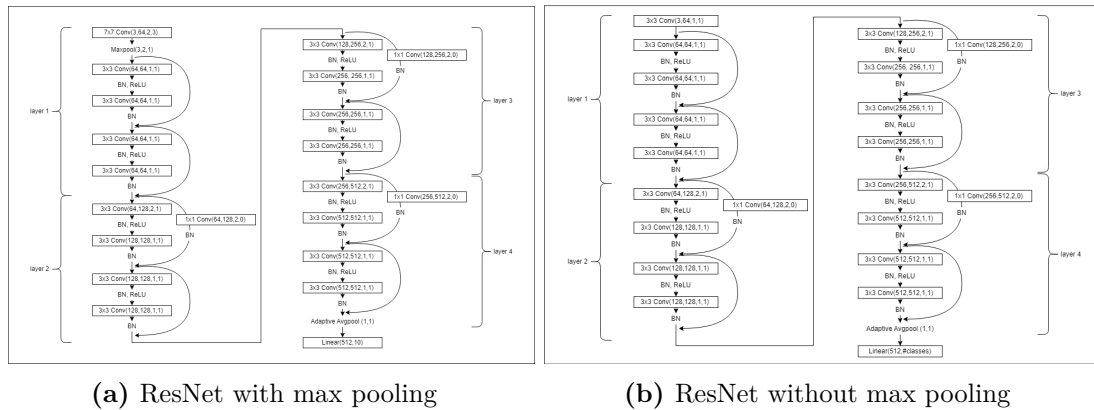 7x7 Conv(3,64,2,3)
Maxpool(3,2,1)
3x3 Conv(64,64,1,1)
BN, ReLU
3x3 Conv(64,64,1,1)
BN
3x3 Conv(64,64,1,1)
BN, ReLU
3x3 Conv(64,64,1,1)
BN
layer 1
3x3 Conv(64,128,2,1)
BN, ReLU
1x1 Conv(64,128,2,0)
BN
3x3 Conv(128,128,1,1)
BN
3x3 Conv(128,128,1,1)
BN, ReLU
3x3 Conv(128,128,1,1)
BN
layer 2
3x3 Conv(128,256,2,1)
BN, ReLU
1x1 Conv(128,256,2,0)
BN
3x3 Conv(256, 256,1,1)
BN
3x3 Conv(256,256,1,1)
BN, ReLU
3x3 Conv(256,256,1,1)
BN
layer 3
3x3 Conv(256,512,2,1)
BN, ReLU
1x1 Conv(256,512,2,0)
BN
3x3 Conv(512,512,1,1)
BN
3x3 Conv(512,512,1,1)
BN, ReLU
3x3 Conv(512,512,1,1)
BN
layer 4
Adaptive Avgpool (1,1)
Linear(512,10)
(a) ResNet with max pooling
3x3 Conv(3,64,1,1)
3x3 Conv(64,64,1,1)
BN, ReLU
3x3 Conv(64,64,1,1)
BN
3x3 Conv(64,64,1,1)
BN, ReLU
3x3 Conv(64,64,1,1)
BN
layer 1
3x3 Conv(64,128,2,1)
BN, ReLU
1x1 Conv(64,128,2,0)
BN
3x3 Conv(128,128,1,1)
BN
3x3 Conv(128,128,1,1)
BN, ReLU
3x3 Conv(128,128,1,1)
BN
layer 2
3x3 Conv(128,256,2,1)
BN, ReLU
1x1 Conv(128,256,2,0)
BN
3x3 Conv(256, 256,1,1)
BN
3x3 Conv(256,256,1,1)
BN, ReLU
3x3 Conv(256,256,1,1)
BN
layer 3
3x3 Conv(256,512,2,1)
BN, ReLU
1x1 Conv(256,512,2,0)
BN
3x3 Conv(512,512,1,1)
BN
3x3 Conv(512,512,1,1)
BN, ReLU
3x3 Conv(512,512,1,1)
BN
layer 4
Adaptive Avgpool (1,1)
Linear(512,#classes)
(b) ResNet without max pooling